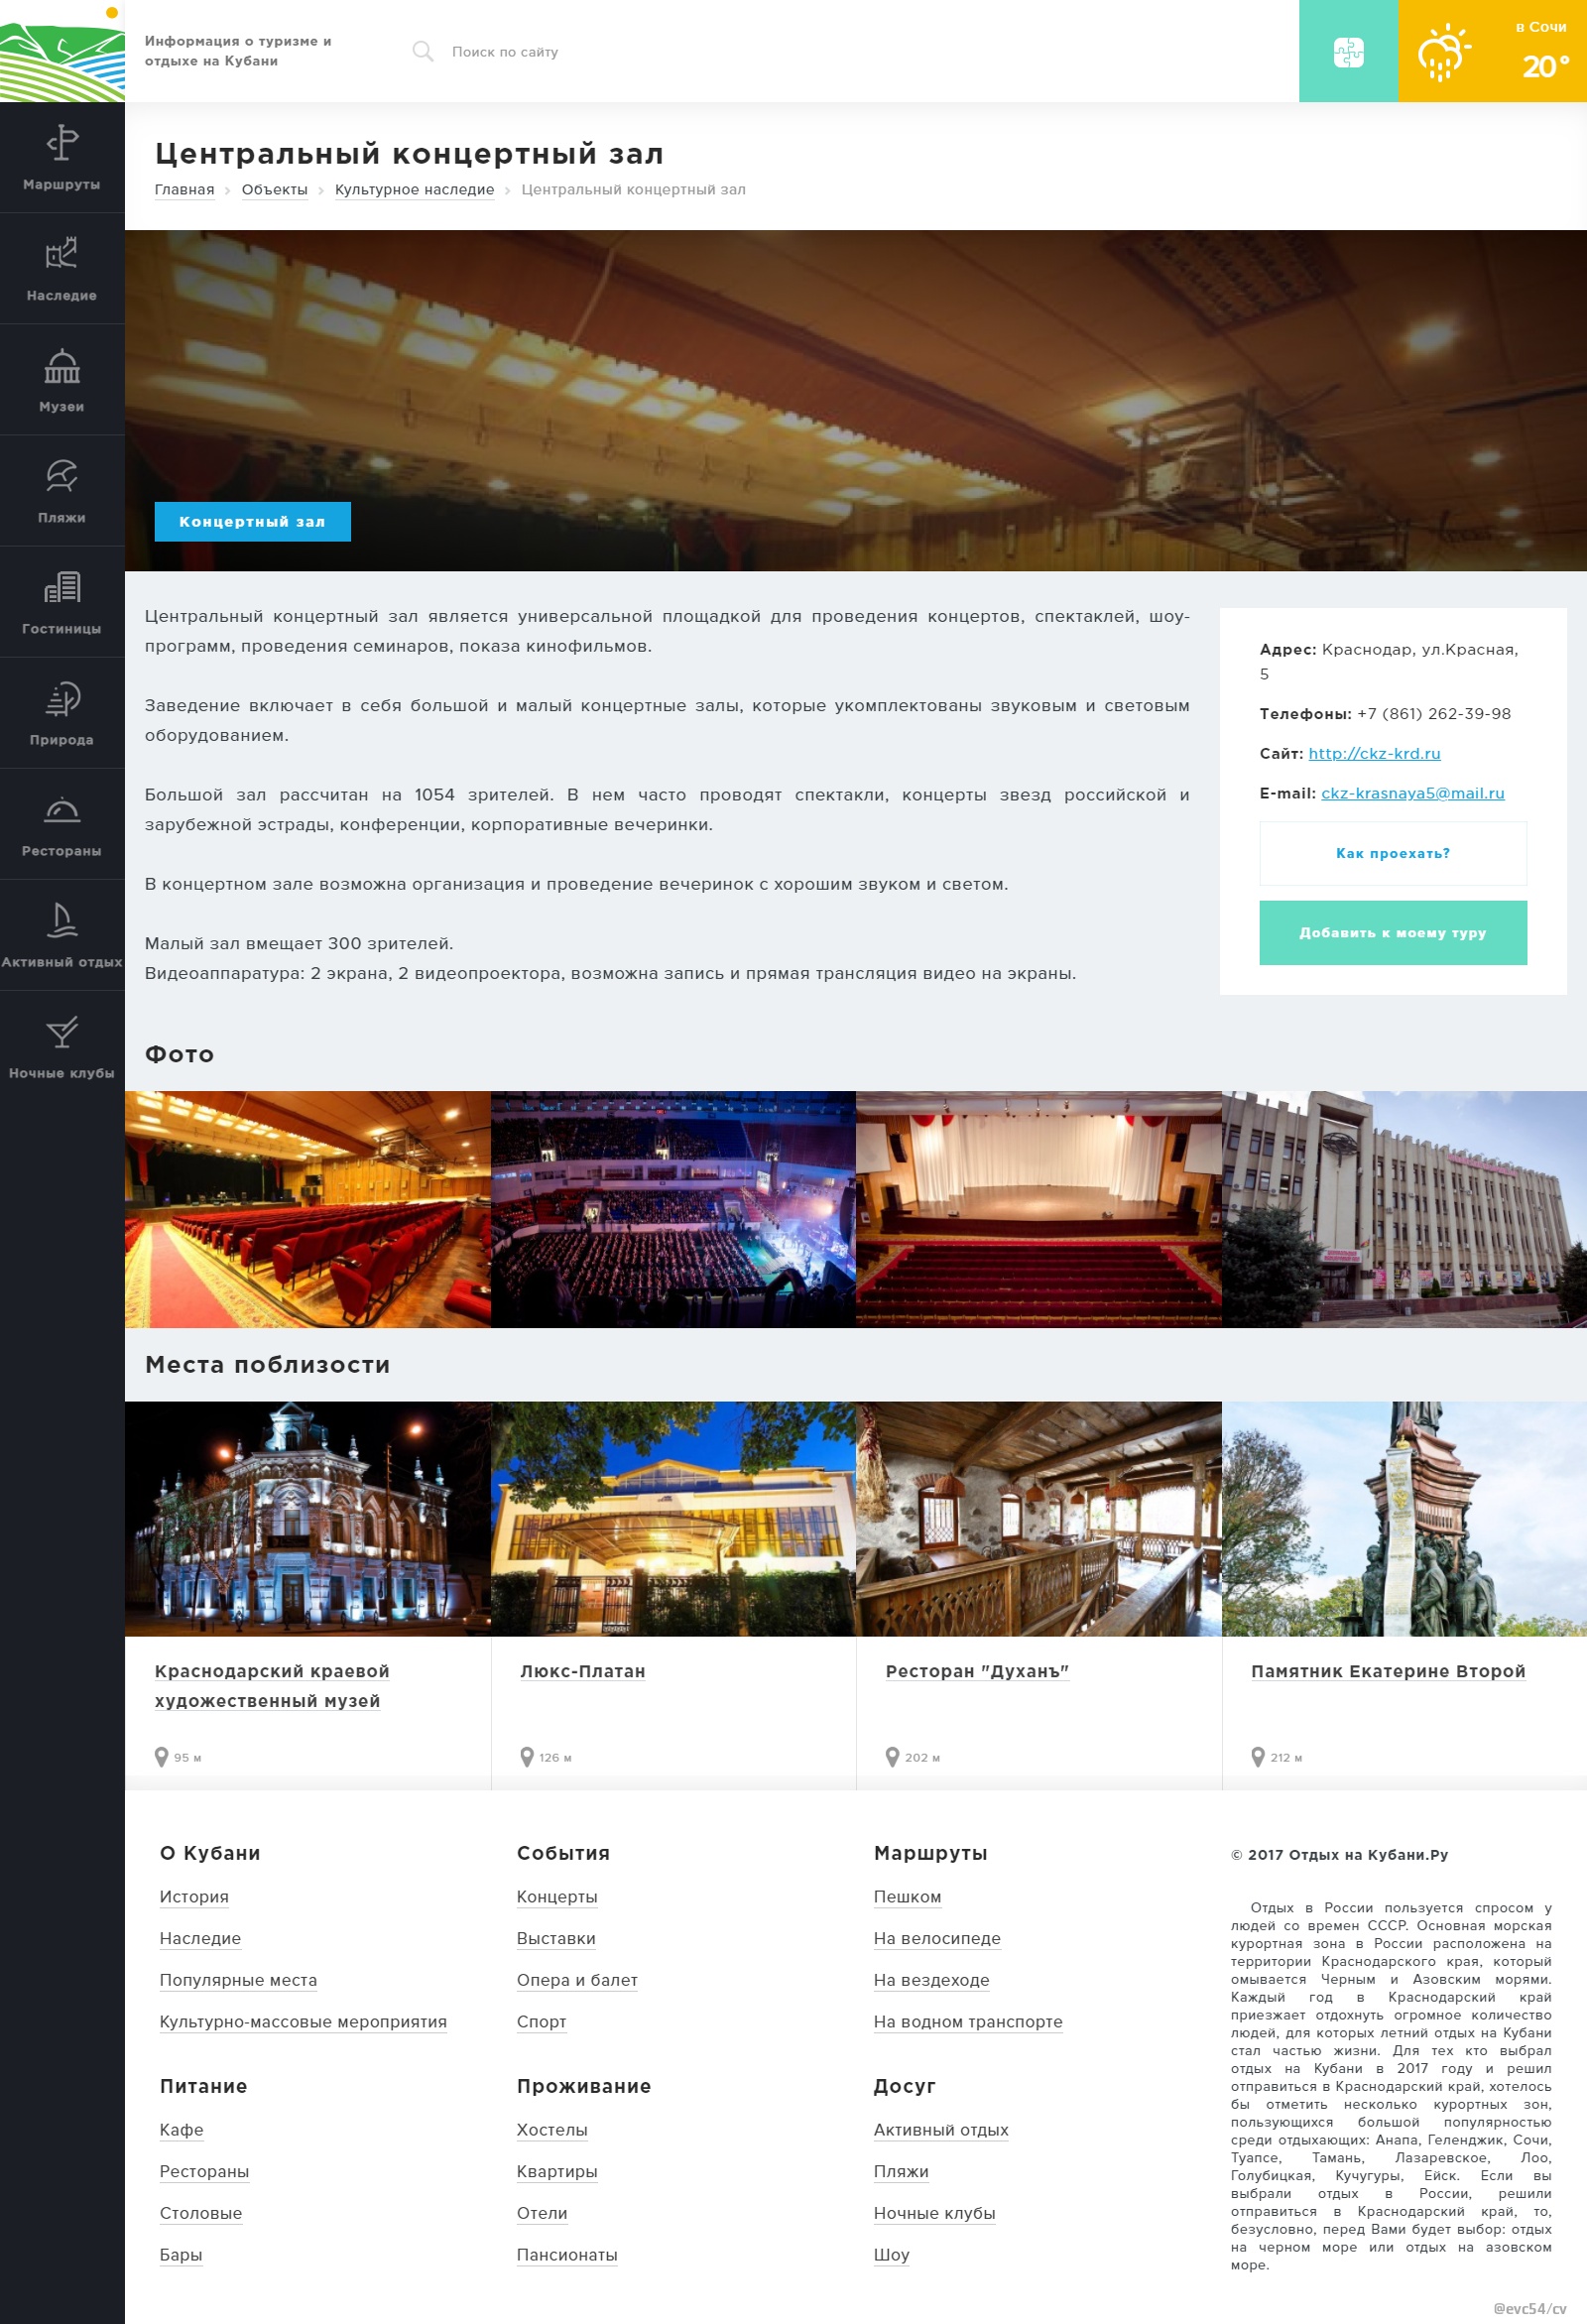 Информация о туризме и
отдыхе на Кубани
Поиск по сайту
в Сочи
20°
Маршруты
Наследие
Музеи
Пляжи
Гостиницы
Природа
Рестораны
Активный отдых
Ночные клубы
Центральный концертный зал
Главная › Объекты › Культурное наследие › Центральный концертный зал
Концертный зал
Центральный концертный зал является универсальной площадкой для проведения концертов, спектаклей, шоу-
программ, проведения семинаров, показа кинофильмов.
Заведение включает в себя большой и малый концертные залы, которые укомплектованы звуковым и световым
оборудованием.
Большой зал рассчитан на 1054 зрителей. В нем часто проводят спектакли, концерты звезд российской и
зарубежной эстрады, конференции, корпоративные вечеринки.
В концертном зале возможна организация и проведение вечеринок с хорошим звуком и светом.
Малый зал вмещает 300 зрителей.
Видеоаппаратура: 2 экрана, 2 видеопроектора, возможна запись и прямая трансляция видео на экраны.
Адрес: Краснодар, ул.Красная,
5
Телефоны: +7 (861) 262-39-98
Сайт: http://ckz-krd.ru
E-mail: ckz-krasnaya5@mail.ru
Как проехать?
Добавить к моему туру
Фото
Места поблизости
Краснодарский краевой
художественный музей
95 м
Люкс-Платан
126 м
Ресторан "Духанъ"
202 м
Памятник Екатерине Второй
212 м
О Кубани
История
Наследие
Популярные места
Культурно-массовые мероприятия
События
Концерты
Выставки
Опера и балет
Спорт
Маршруты
Пешком
На велосипеде
На вездеходе
На водном транспорте
Питание
Кафе
Рестораны
Столовые
Бары
Проживание
Хостелы
Квартиры
Отели
Пансионаты
Досуг
Активный отдых
Пляжи
Ночные клубы
Шоу
© 2017 Отдых на Кубани.Ру
Отдых в России пользуется спросом у
людей со времен СССР. Основная морская
курортная зона в России расположена на
территории Краснодарского края, который
омывается Черным и Азовским морями.
Каждый год в Краснодарский край
приезжает отдохнуть огромное количество
людей, для которых летний отдых на Кубани
стал частью жизни. Для тех кто выбрал
отдых на Кубани в 2017 году и решил
отправиться в Краснодарский край, хотелось
бы отметить несколько курортных зон,
пользующихся большой популярностью
среди отдыхающих: Анапа, Геленджик, Сочи,
Туапсе, Тамань, Лазаревское, Лоо,
Голубицкая, Кучугуры, Ейск. Если вы
выбрали отдых в России, решили
отправиться в Краснодарский край, то,
безусловно, перед Вами будет выбор: отдых
на черном море или отдых на азовском
море.
@evc54/cv